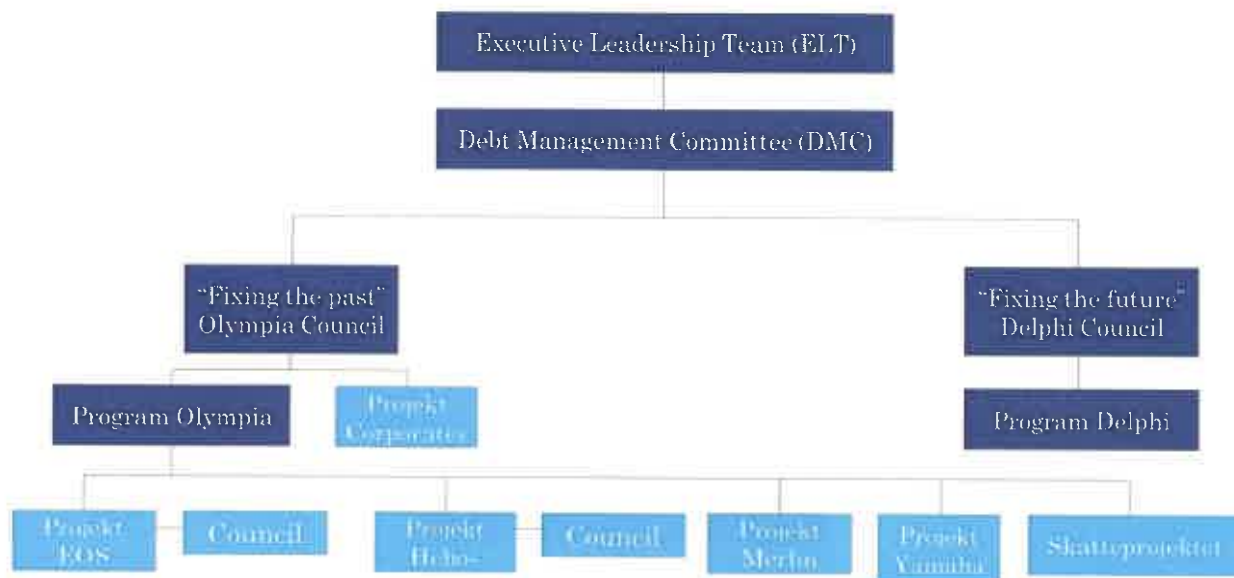 Executive Leadership Team (ELT)
Debt Management Committee (DMC)
"Fixing the past"
Olympia Council
"Fixing the future"
Delphi Council
Program Olympia
Projekt
Corporates
Program Delphi
Projekt
EOS
Council
Projekt
Helio-
Council
Projekt
Merlin
Projekt
Yamaha
Skatteprojektet